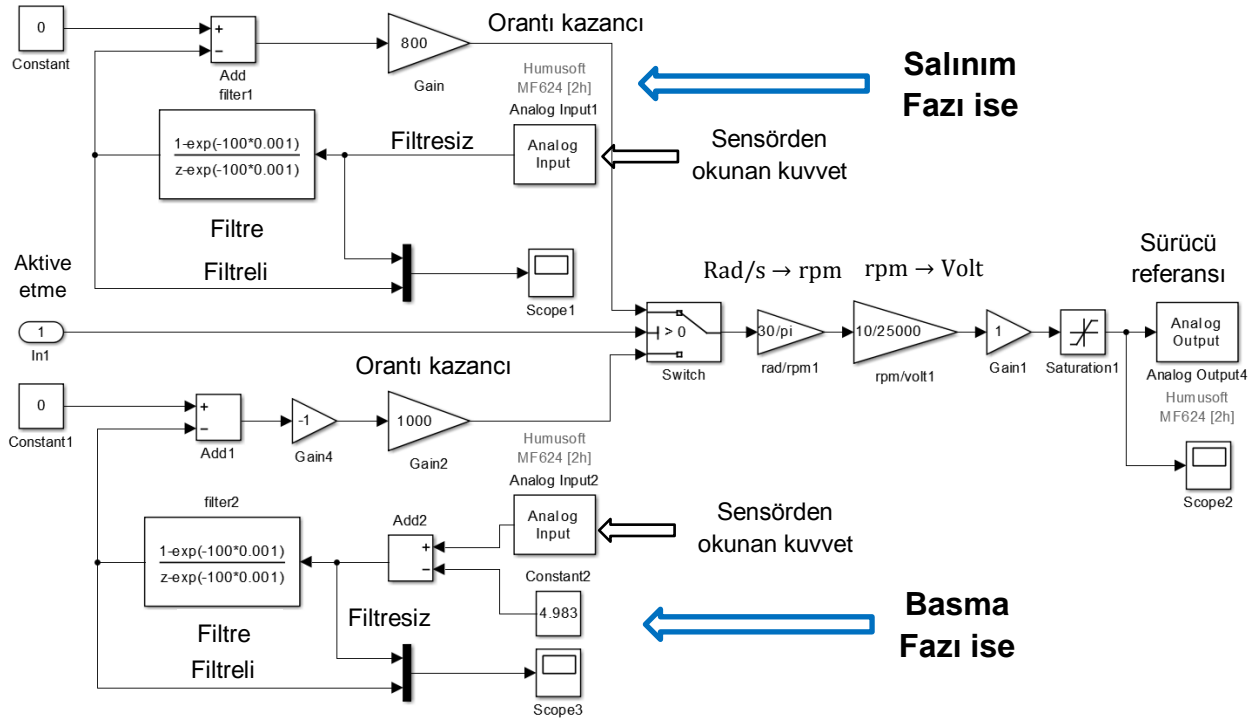 0
Constant
+
−
Add
filter1
800
Gain
Orantı kazancı
Humusoft
MF624 [2h]
Analog Input1
Analog
Input
Salınım
Fazı ise
Sensörden
okunan kuvvet
Filtresiz
1-exp(-100*0.001)
z-exp(-100*0.001)
Filtre
Filtreli
Scope1
Aktive
etme
1
In1
> 0
Switch
Rad/s → rpm
30/pi
rad/rpm1
rpm → Volt
10/25000
rpm/volt1
1
Gain1
Saturation1
Sürücü
referansı
Analog
Output
Analog Output4
Humusoft
MF624 [2h]
Scope2
Orantı kazancı
0
Constant1
+
−
Add1
-1
Gain4
1000
Gain2
Humusoft
MF624 [2h]
Analog Input2
Analog
Input
Sensörden
okunan kuvvet
filter2
1-exp(-100*0.001)
z-exp(-100*0.001)
Add2
+
−
Constant2
4.983
Filtresiz
Filtre
Filtreli
Scope3
Basma
Fazı ise